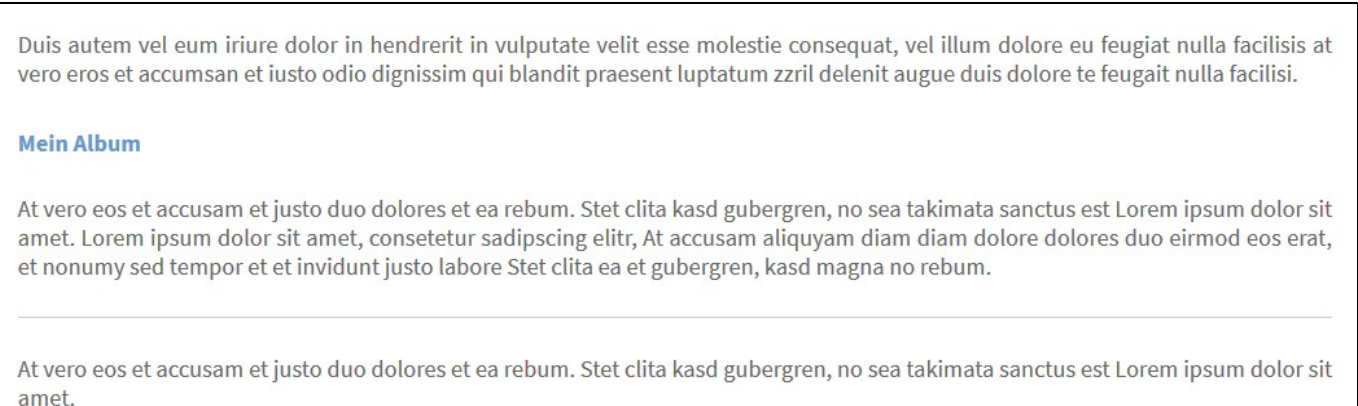 Duis autem vel eum iriure dolor in hendrerit in vulputate velit esse molestie consequat, vel illum dolore eu feugiat nulla facilisis at
vero eros et accumsan et iusto odio dignissim qui blandit praesent luptatum zzril delenit augue duis dolore te feugait nulla facilisi.
Mein Album
At vero eos et accusam et justo duo dolores et ea rebum. Stet clita kasd gubergren, no sea takimata sanctus est Lorem ipsum dolor sit
amet. Lorem ipsum dolor sit amet, consetetur sadipscing elitr, At accusam aliquyam diam diam dolore dolores duo eirmod eos erat,
et nonumy sed tempor et et invidunt justo labore Stet clita ea et gubergren, kasd magna no rebum.
At vero eos et accusam et justo duo dolores et ea rebum. Stet clita kasd gubergren, no sea takimata sanctus est Lorem ipsum dolor sit
amet.